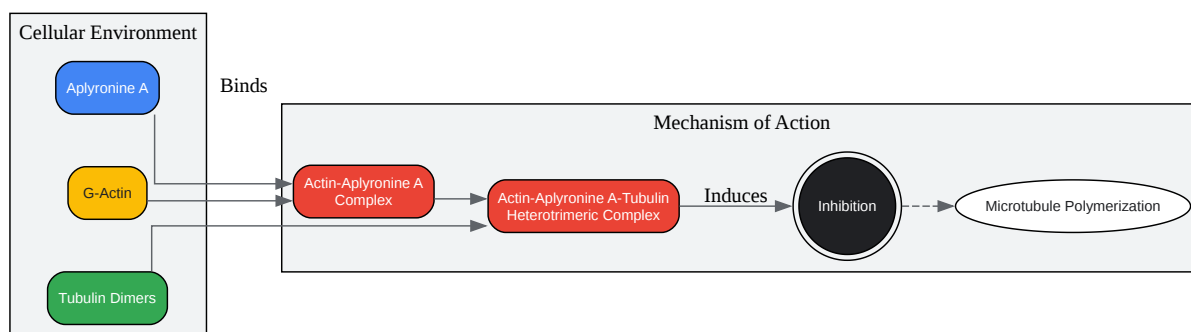 Cellular Environment
Aplyronine A
Binds
G-Actin
Tubulin Dimers
Mechanism of Action
Actin-Aplyronine A
Complex
Actin-Aplyronine A-Tubulin
Heterotrimeric Complex
Induces
Inhibition
Microtubule Polymerization